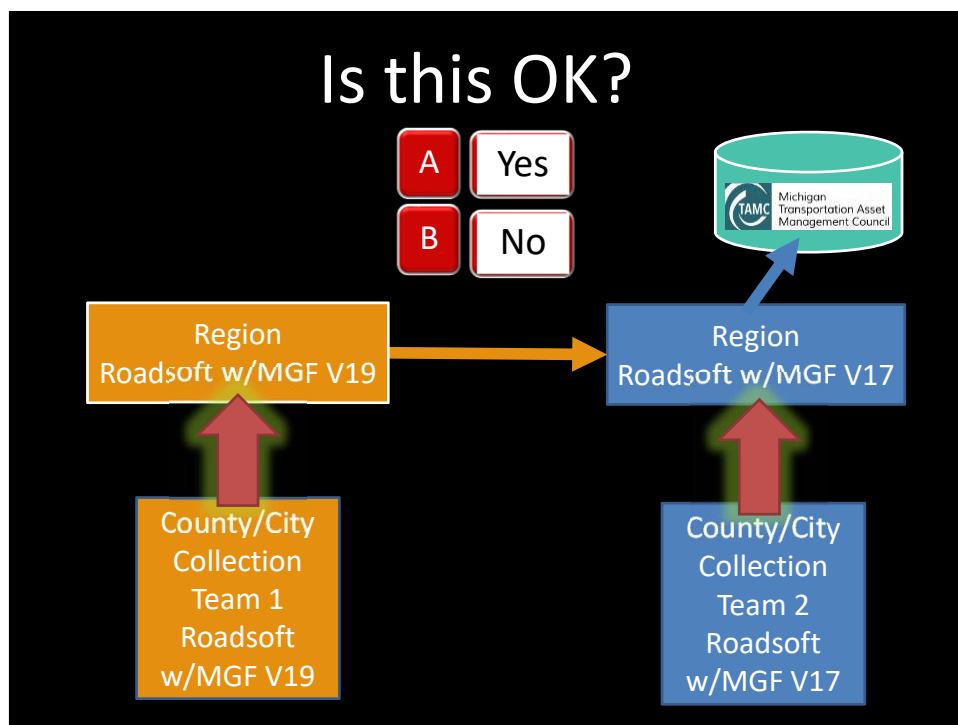 Is this OK?
A
Yes
B
No
TAMC
Michigan
Transportation Asset
Management Council
Region
Roadsoft w/MGF V19
Region
Roadsoft w/MGF V17
County/City
Collection
Team 1
Roadsoft
w/MGF V19
County/City
Collection
Team 2
Roadsoft
w/MGF V17